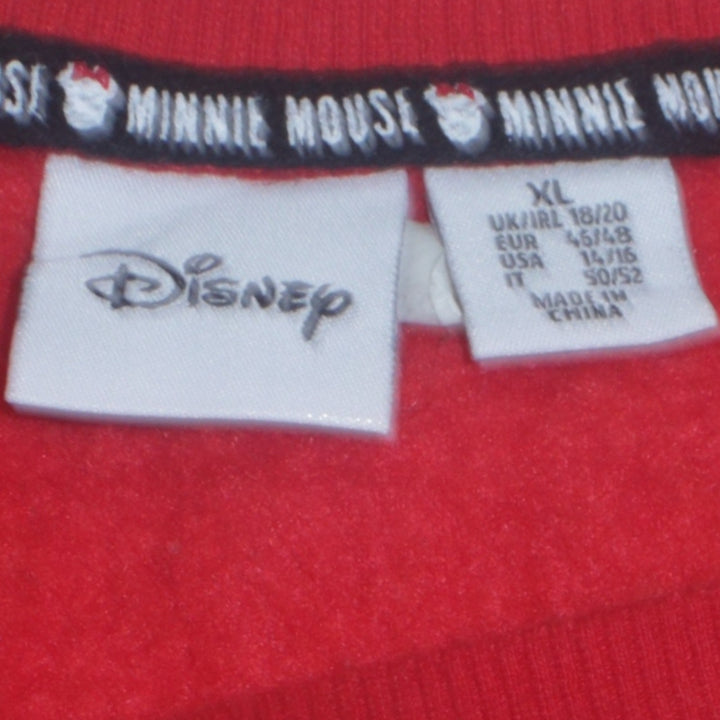 MINNIE MOUSE MINNIE
Disney
XL
UK/IRL 18/20
EUR 46/48
USA 14/16
IT 50/52
MADE IN
CHINA